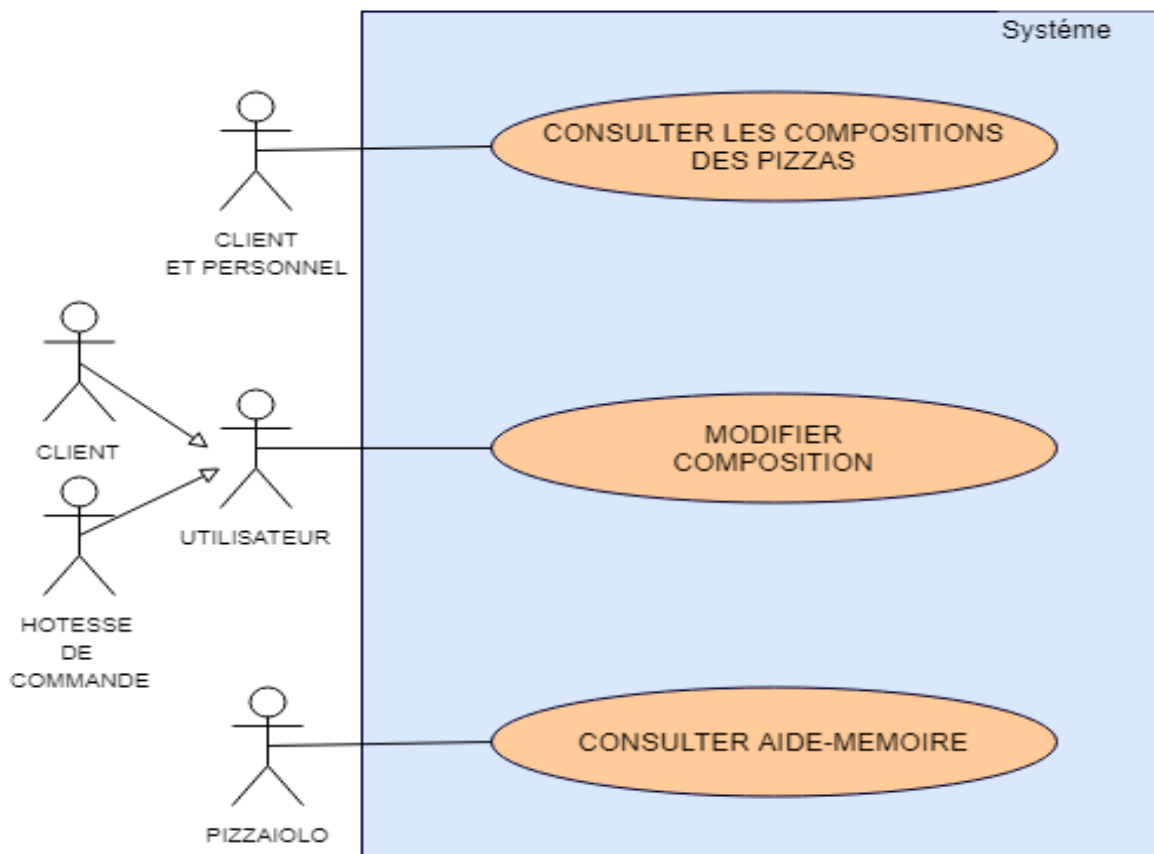 Systéme
CONSULTER LES COMPOSITIONS
DES PIZZAS
CLIENT
ET PERSONNEL
CLIENT
MODIFIER
COMPOSITION
UTILISATEUR
HOTESSE
DE
COMMANDE
CONSULTER AIDE-MEMOIRE
PIZZAIOLO